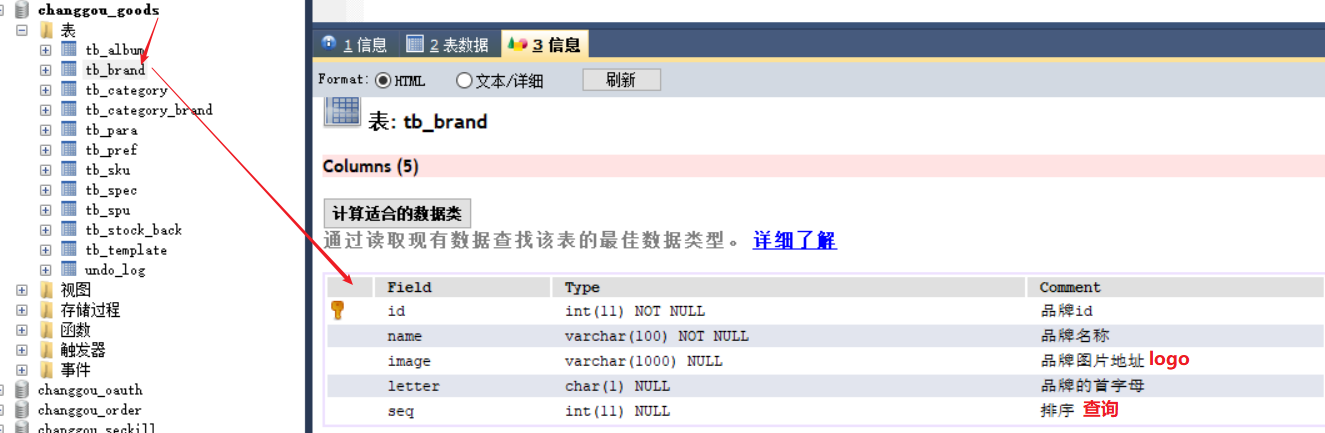 changgou_goods
表
tb_album
tb_brand
tb_category
tb_category_brand
tb_para
tb_pref
tb_sku
tb_spec
tb_spu
tb_stock_back
tb_template
undo_log
视图
存储过程
函数
触发器
事件
changgou_oauth
changgou_order
changgou_seckill
1 信息 2 表数据 3 信息
Format: HTML 文本/详细 刷新
表: tb_brand
Columns (5)
计算适合的数据类
通过读取现有数据查找该表的最佳数据类型。 详细了解
Field Type Comment
id int(11) NOT NULL 品牌id
name varchar(100) NOT NULL 品牌名称
image varchar(1000) NULL 品牌图片地址 logo
letter char(1) NULL 品牌的首字母
seq int(11) NULL 排序 查询